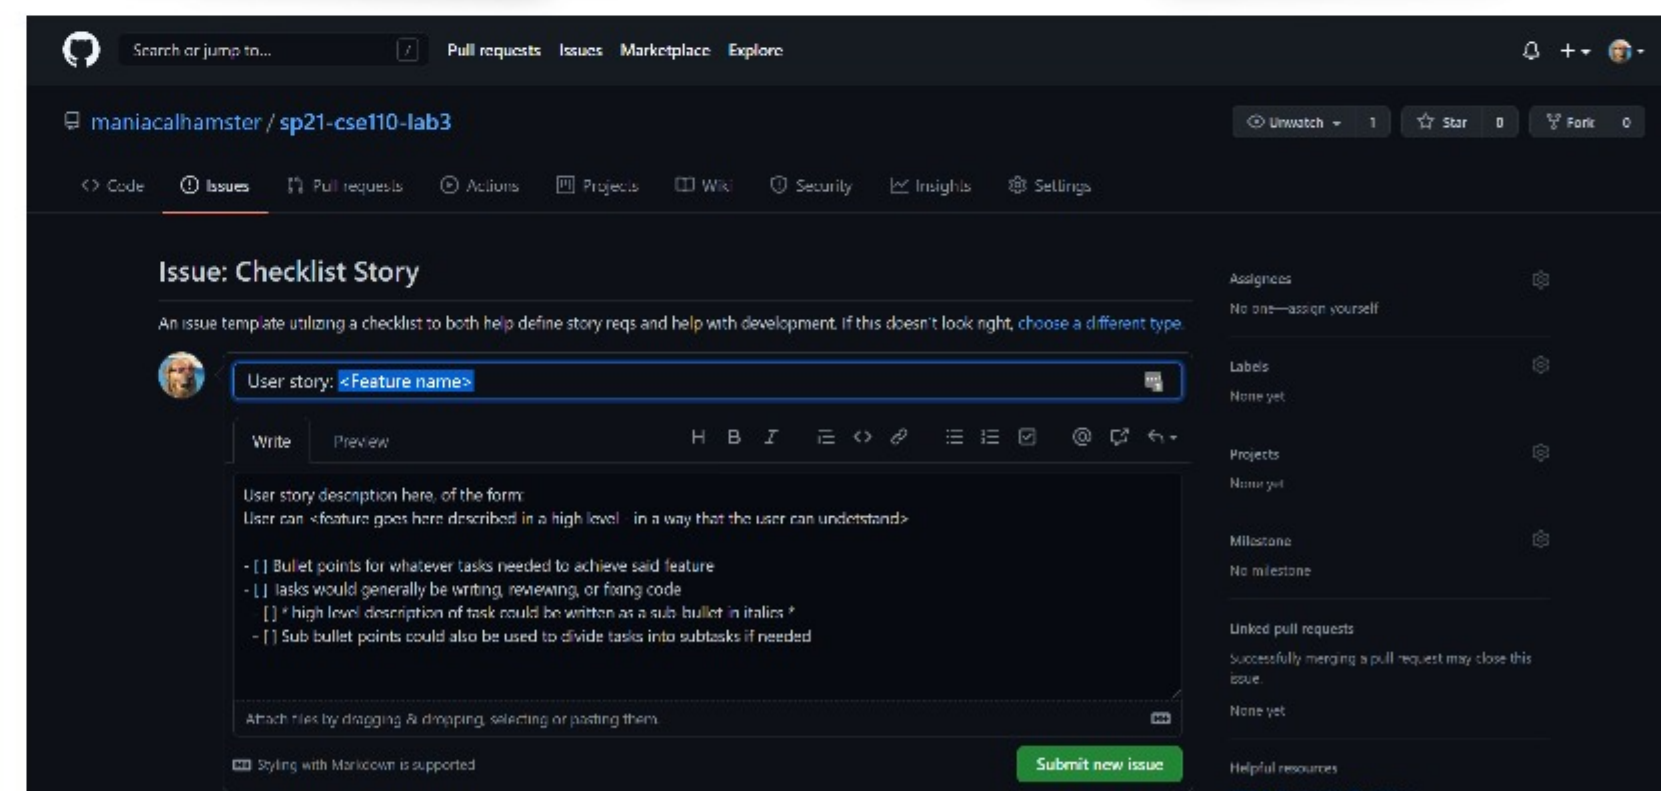 Search or jump to... /
Pull requests Issues Marketplace Explore
maniacalhamster / sp21-cse110-lab3
Unwatch 1 Star 0 Fork 0
<> Code Issues Pull requests Actions Projects Wiki Security Insights Settings
Issue: Checklist Story
An issue template utilizing a checklist to both help define story reqs and help with development. If this doesn't look right, choose a different type.
User story: <Feature name>
Write Preview
H B I
User story description here, of the form:
User can <feature goes here described in a high level - in a way that the user can undetstand>
- [ ] Bullet points for whatever tasks needed to achieve said feature
- [ ] Tasks would generally be writing, reviewing, or fixing code
- [ ] * high level description of task could be written as a sub-bullet in italics *
- [ ] Sub bullet points could also be used to divide tasks into subtasks if needed
Attach files by dragging & dropping, selecting or pasting them.
Styling with Markdown is supported
Submit new issue
Assignees
No one—assign yourself
Labels
None yet
Projects
None yet
Milestone
No milestone
Linked pull requests
Successfully merging a pull request may close this
issue.
None yet
Helpful resources